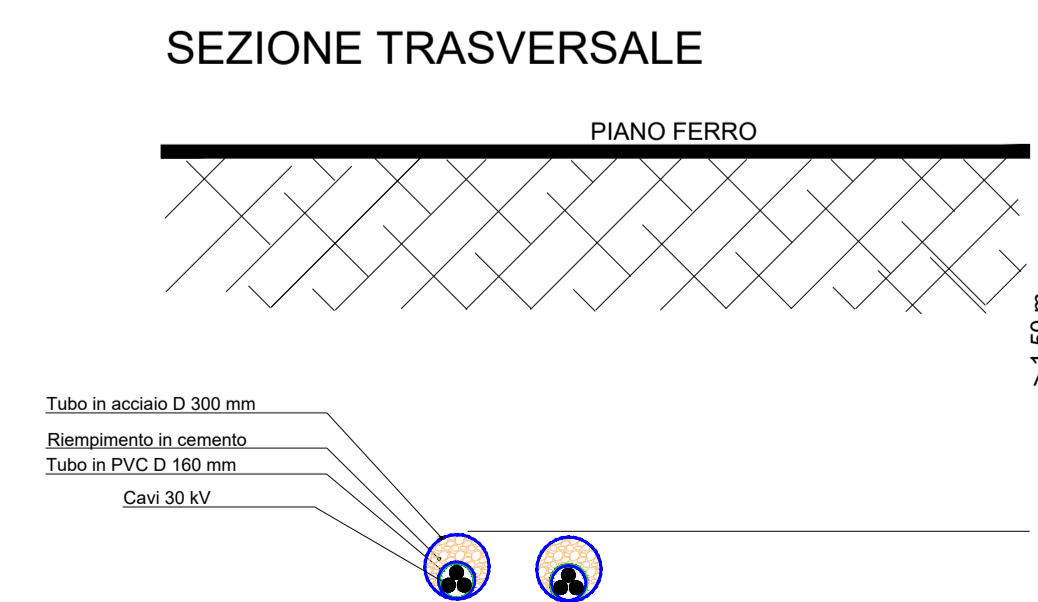 SEZIONE TRASVERSALE
PIANO FERRO
Tubo in acciaio D 300 mm
Riempimento in cemento
Tubo in PVC D 160 mm
Cavi 30 kV